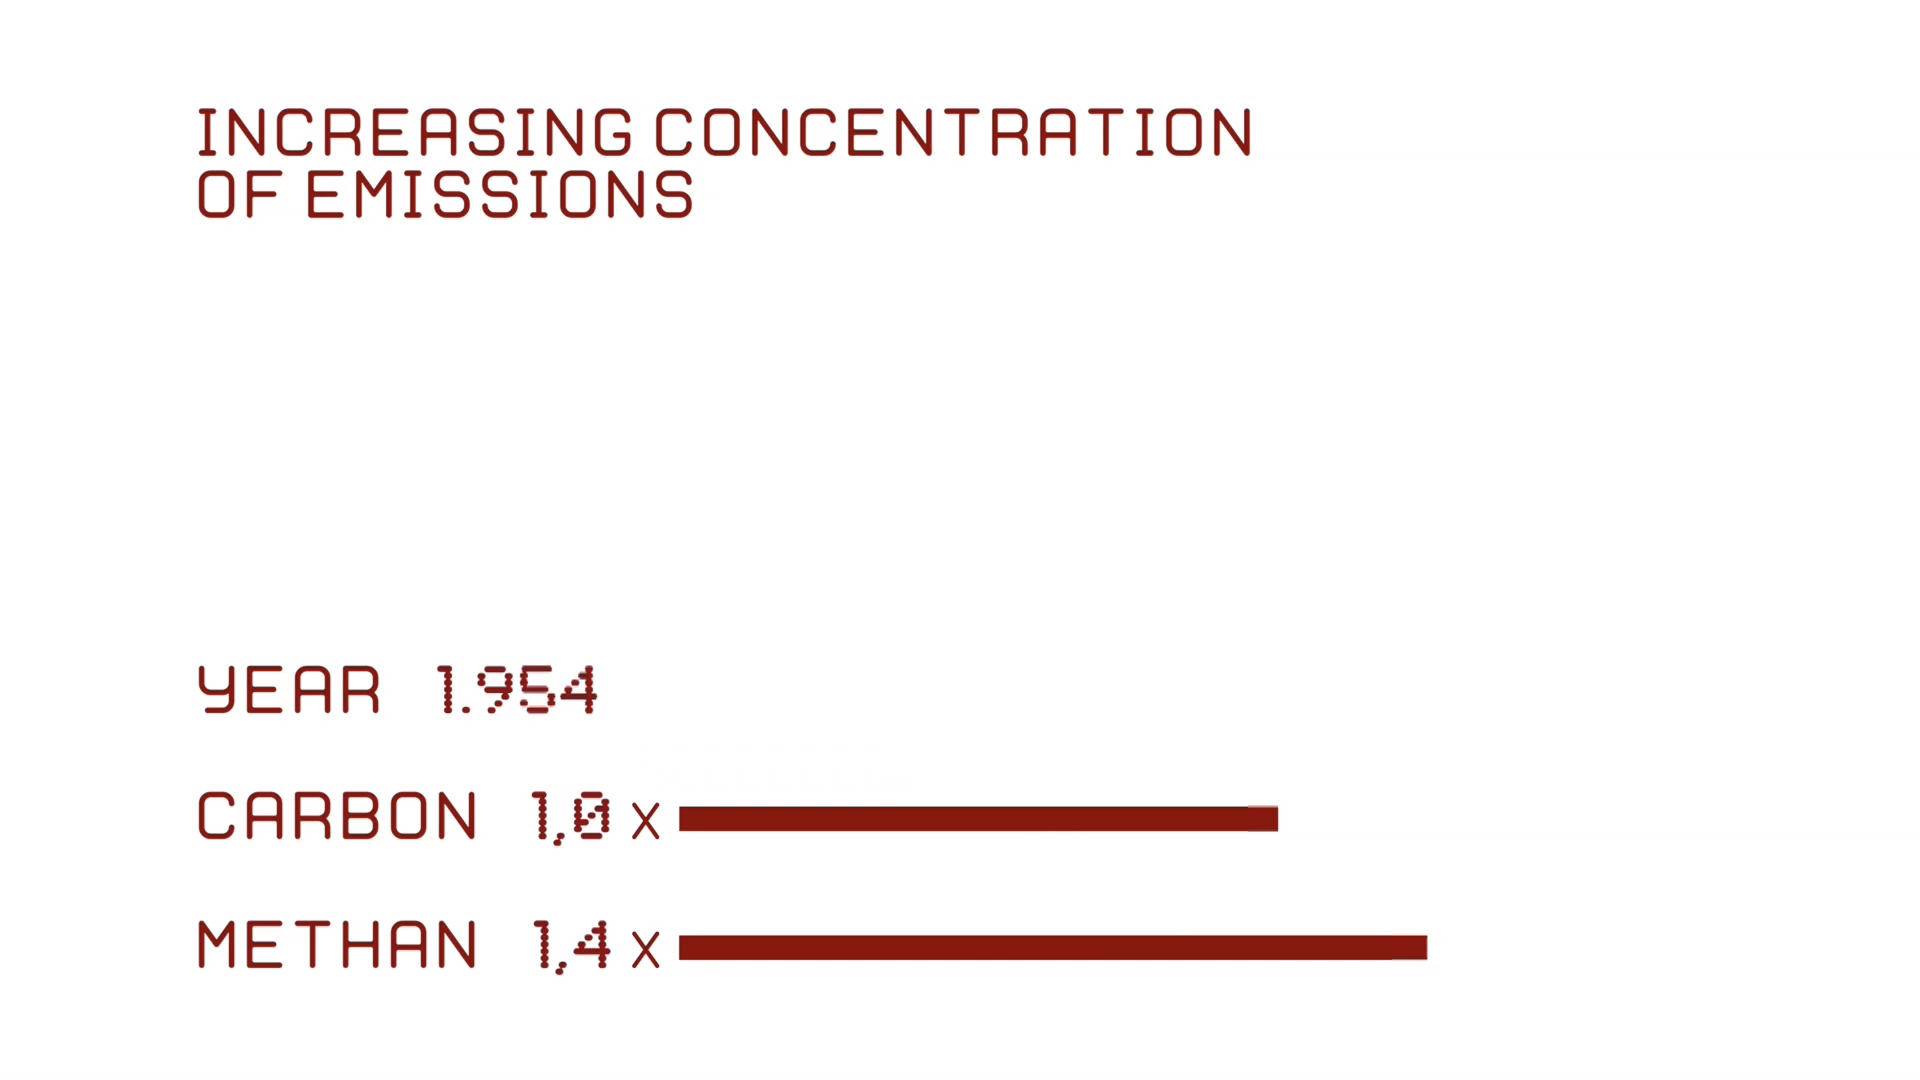 INCREASING CONCENTRATION
OF EMISSIONS
YEAR 1.954
CARBON 1,0 X
METHAN 1,4 X